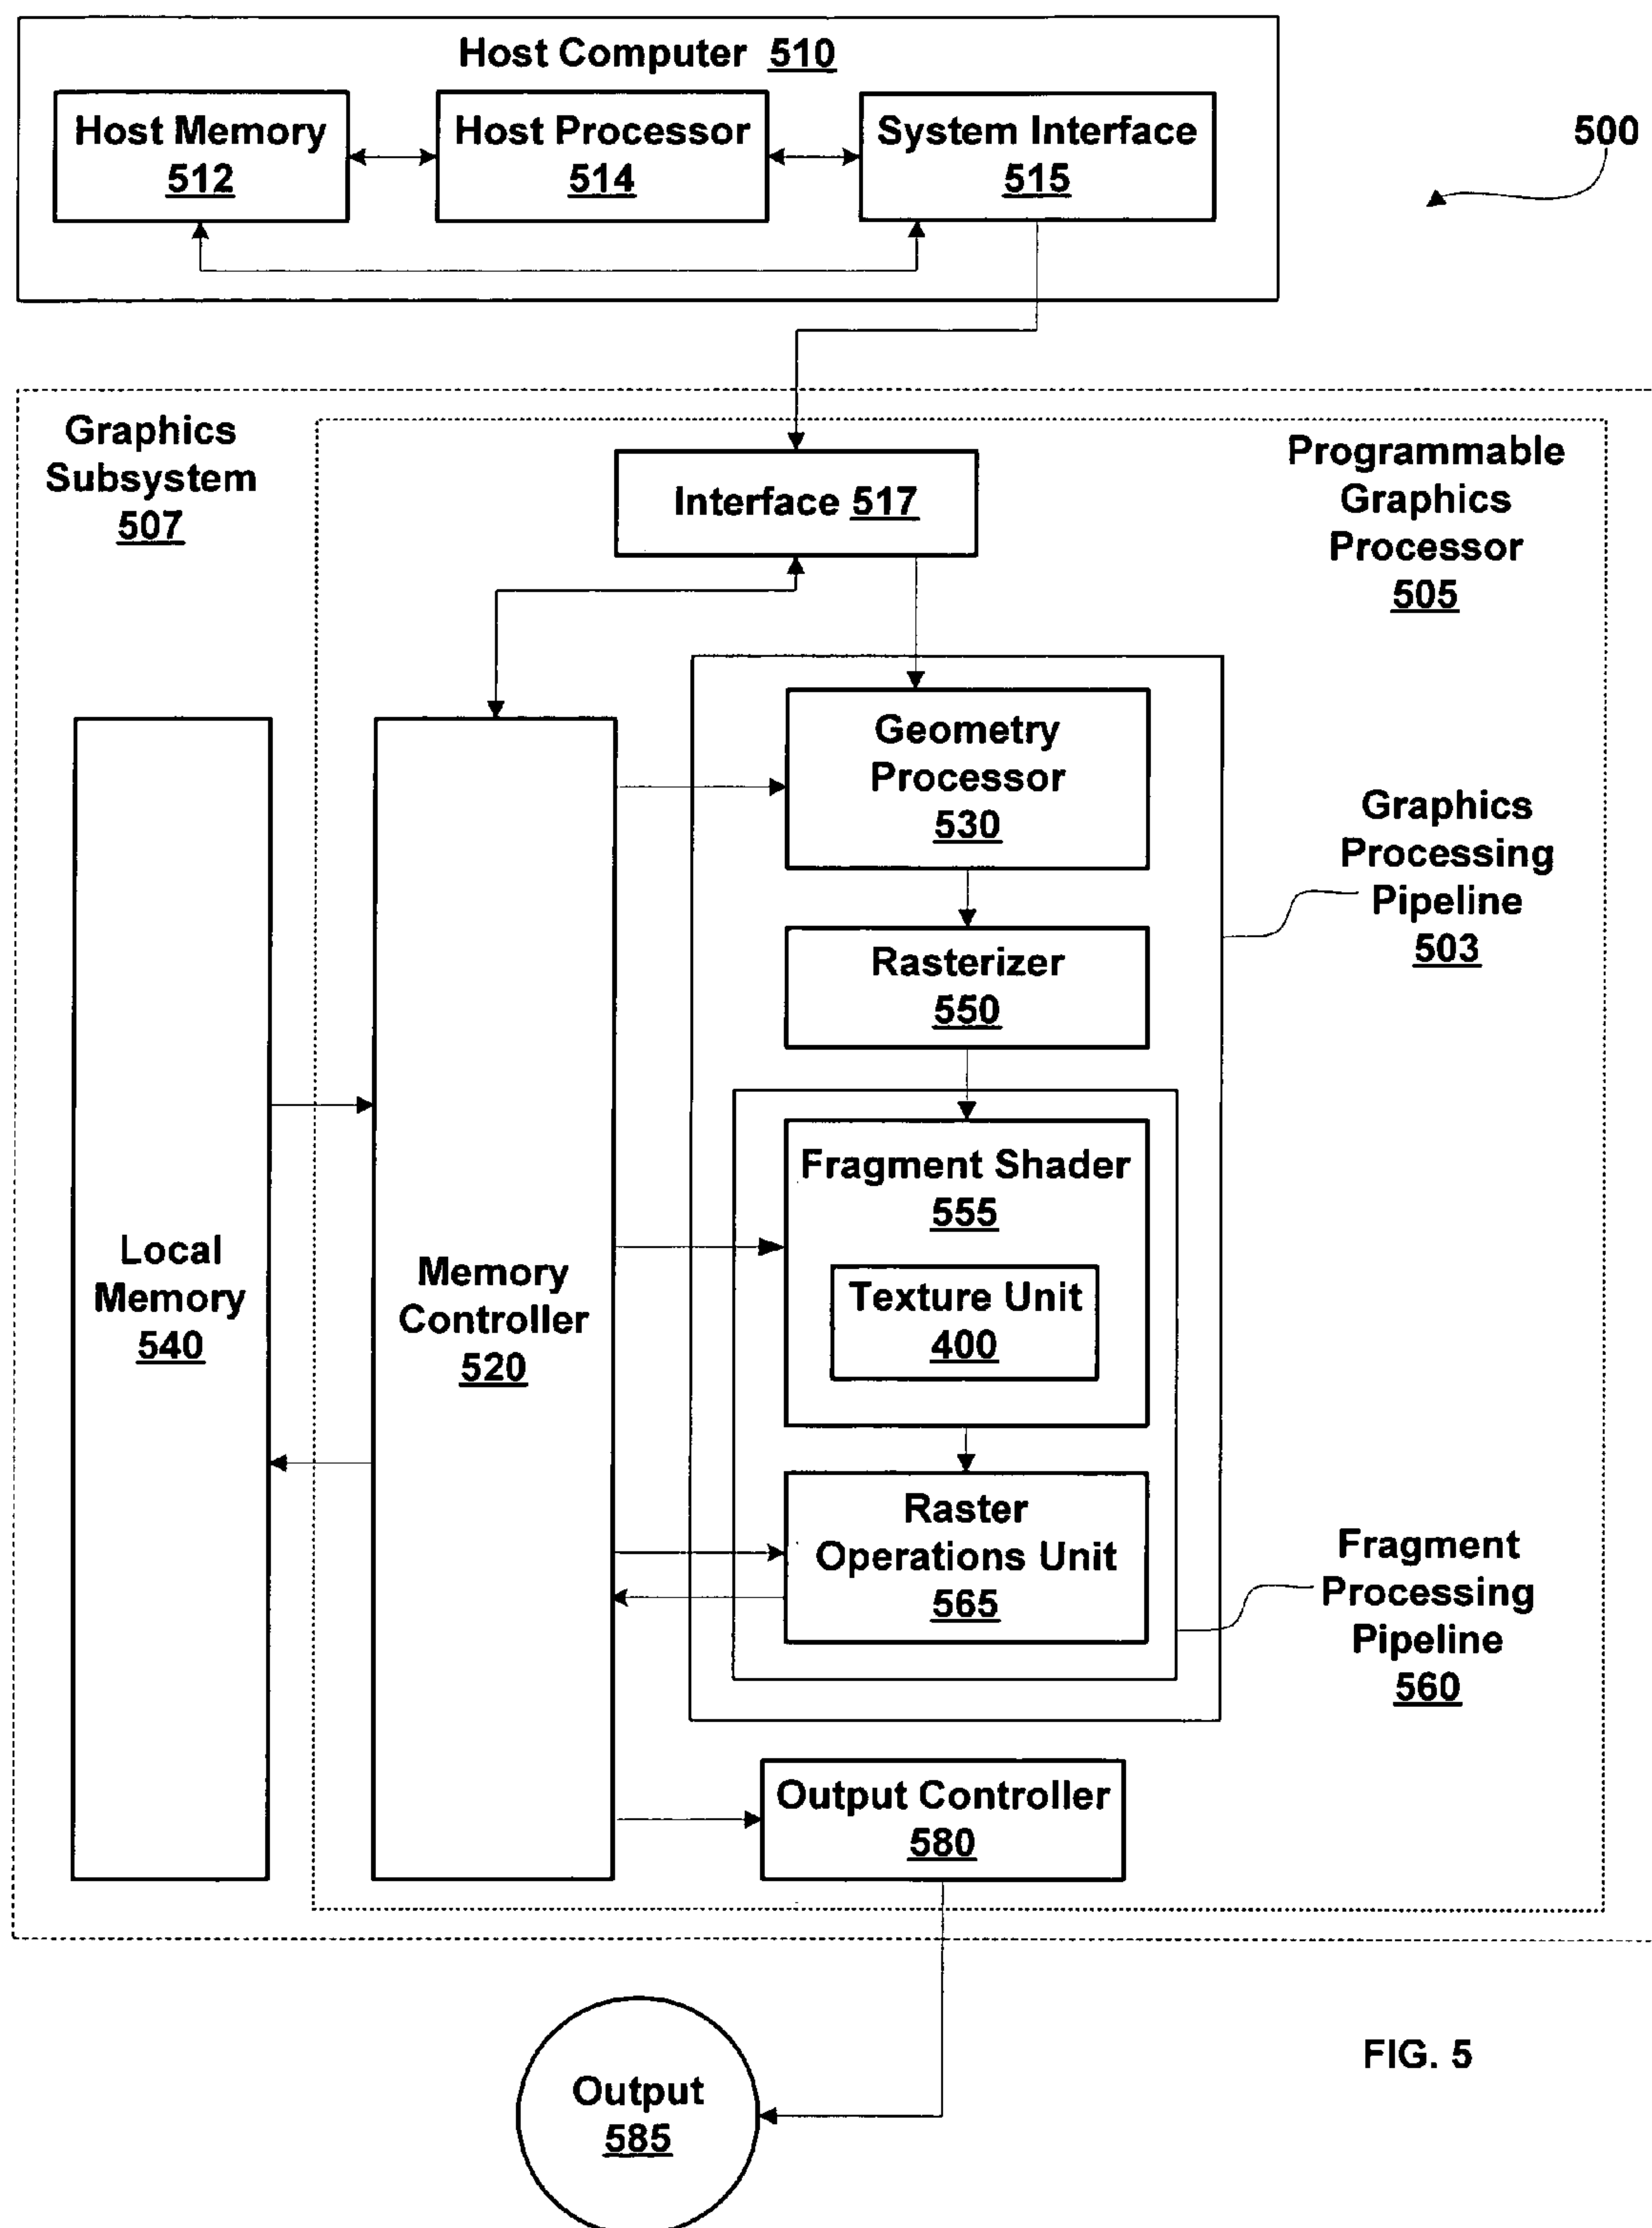 Host Computer 510
Host Memory
512
Host Processor
514
System Interface
515
500
Graphics
Subsystem
507
Interface 517
Programmable
Graphics
Processor
505
Geometry
Processor
530
Graphics
Processing
Pipeline
503
Rasterizer
550
Fragment Shader
555
Texture Unit
400
Local
Memory
540
Memory
Controller
520
Raster
Operations Unit
565
Fragment
Processing
Pipeline
560
Output Controller
580
Output
585
FIG. 5